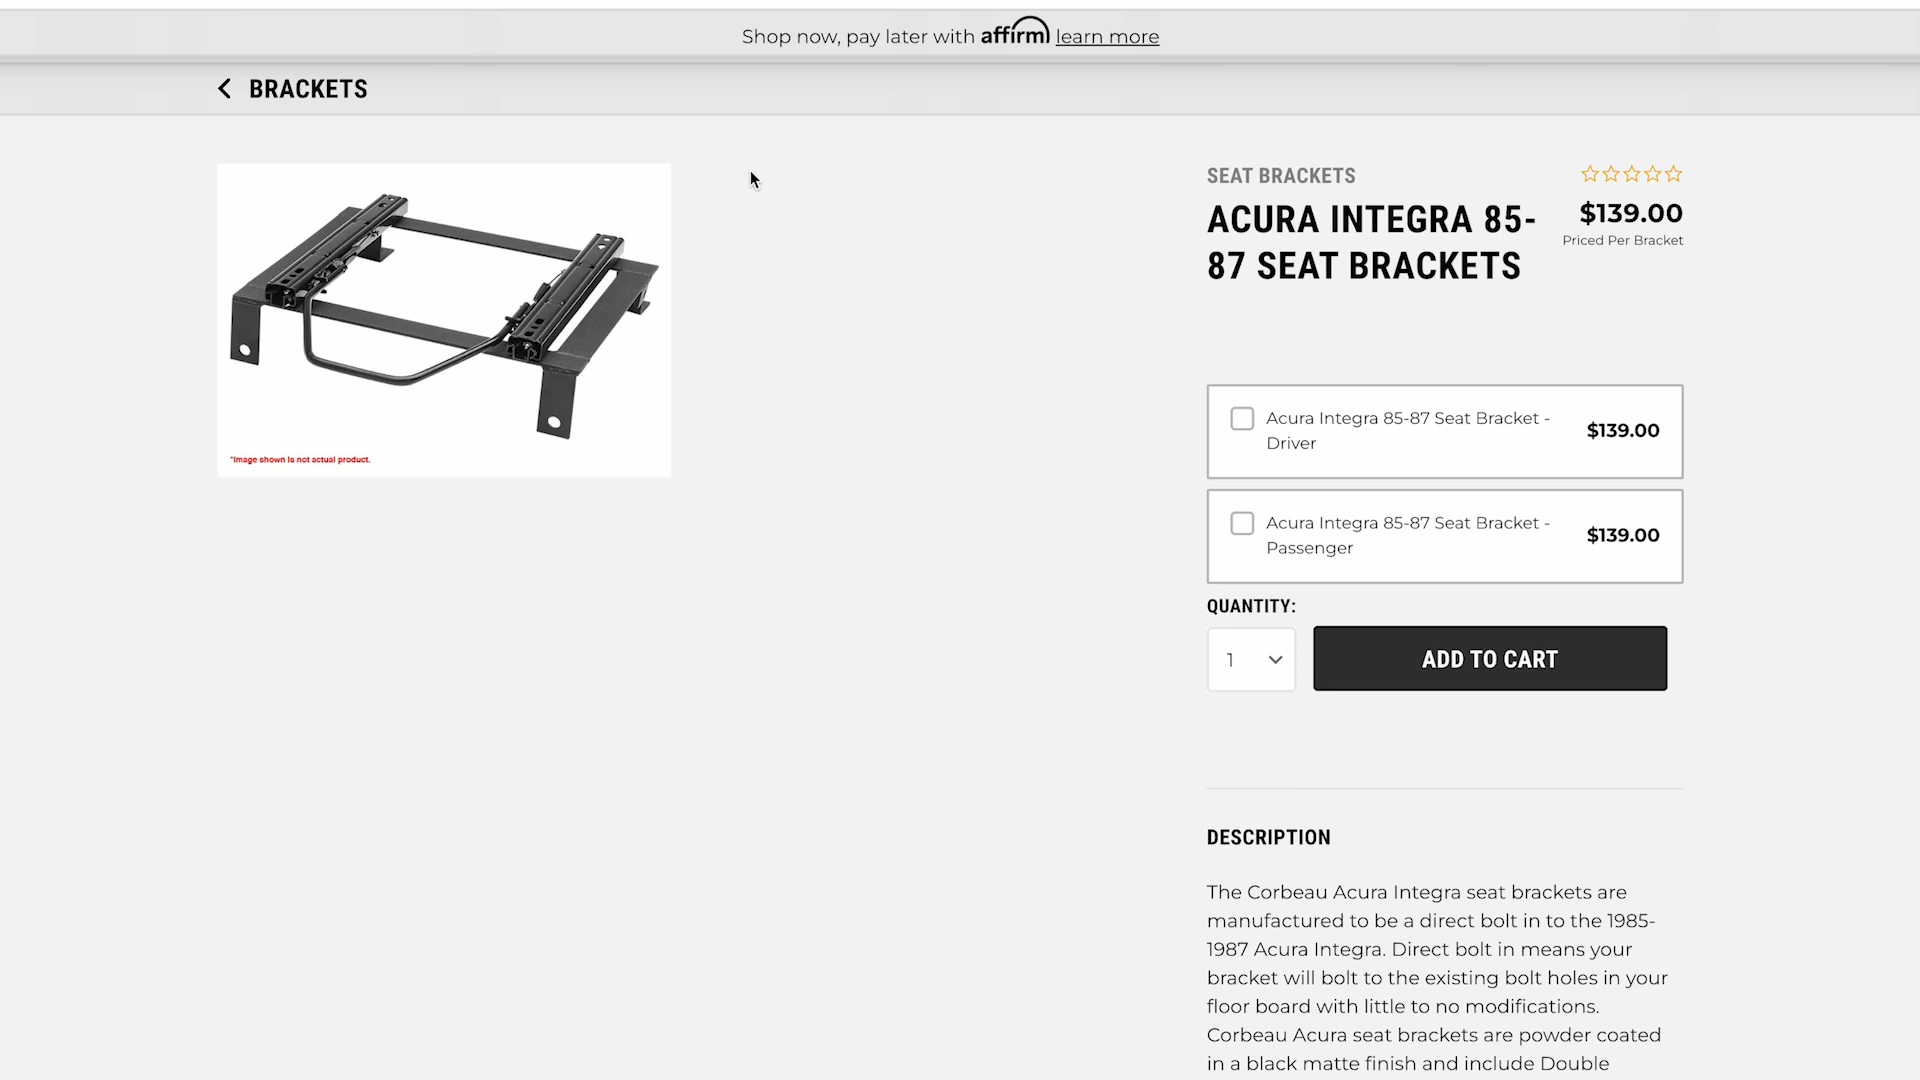 Shop now, pay later with affirm learn more
BRACKETS
*Image shown is not actual product.
SEAT BRACKETS
ACURA INTEGRA 85-
87 SEAT BRACKETS
$139.00
Priced Per Bracket
Acura Integra 85-87 Seat Bracket -
Driver
$139.00
Acura Integra 85-87 Seat Bracket -
Passenger
$139.00
QUANTITY:
1
ADD TO CART
DESCRIPTION
The Corbeau Acura Integra seat brackets are
manufactured to be a direct bolt in to the 1985-
1987 Acura Integra. Direct bolt in means your
bracket will bolt to the existing bolt holes in your
floor board with little to no modifications.
Corbeau Acura seat brackets are powder coated
in a black matte finish and include Double